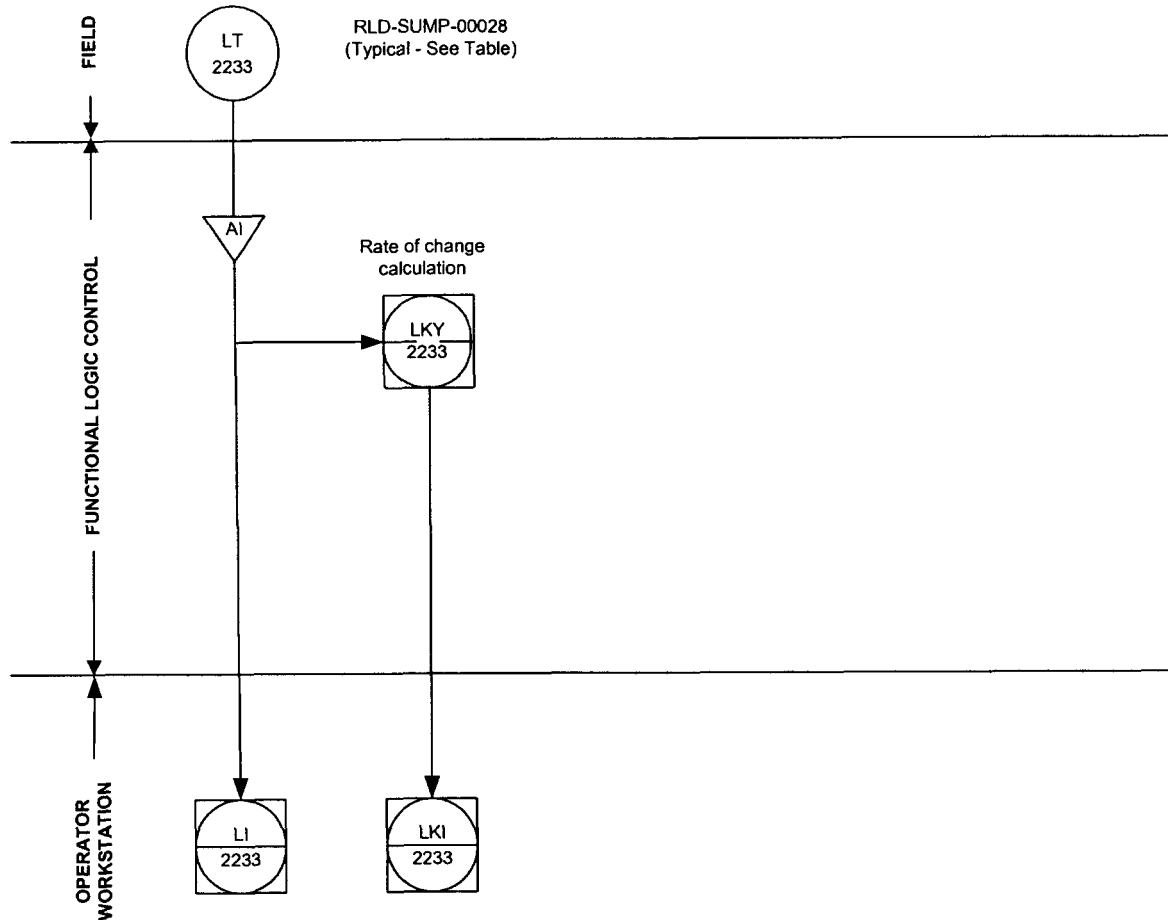 FIELD
LT
2233
RLD-SUMP-00028
(Typical - See Table)
FUNCTIONAL LOGIC CONTROL
AI
Rate of change
calculation
LKY
2233
OPERATOR
WORKSTATION
LI
2233
LKI
2233